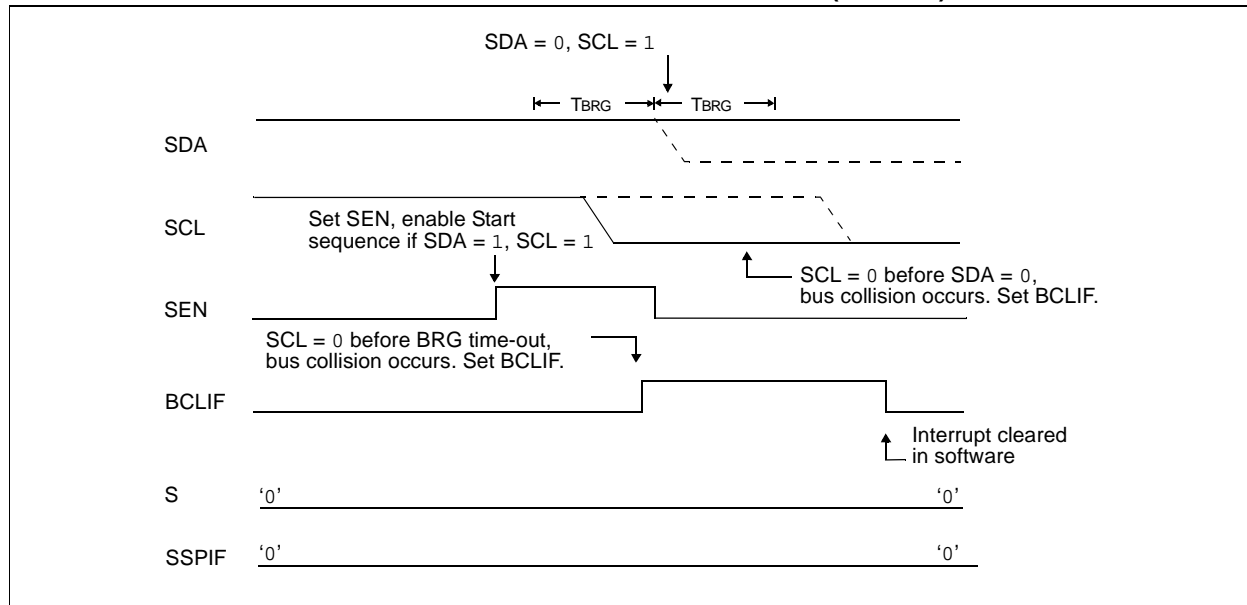 SDA = 0, SCL = 1
TBRG TBRG
SDA
SCL
Set SEN, enable Start
sequence if SDA = 1, SCL = 1
SCL = 0 before SDA = 0,
bus collision occurs. Set BCLIF.
SEN
SCL = 0 before BRG time-out,
bus collision occurs. Set BCLIF.
BCLIF
Interrupt cleared
in software
S ‘0’ ‘0’
SSPIF ‘0’ ‘0’